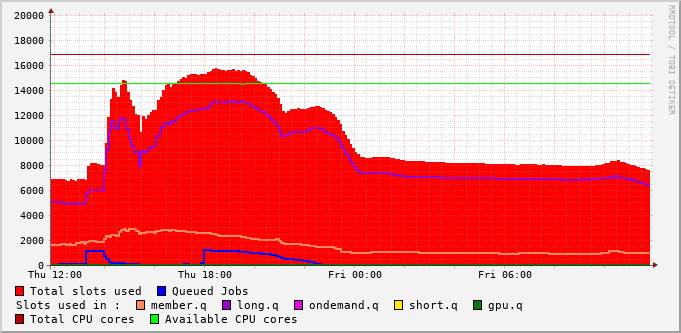 20000
18000
16000
14000
12000
10000
8000
6000
4000
2000
0
Thu 12:00 Thu 18:00 Fri 00:00 Fri 06:00
Total slots used Queued Jobs
Slots used in : member.q long.q ondemand.q short.q gpu.q
Total CPU cores Available CPU cores
RRDTOOL / TOBI OETIKER